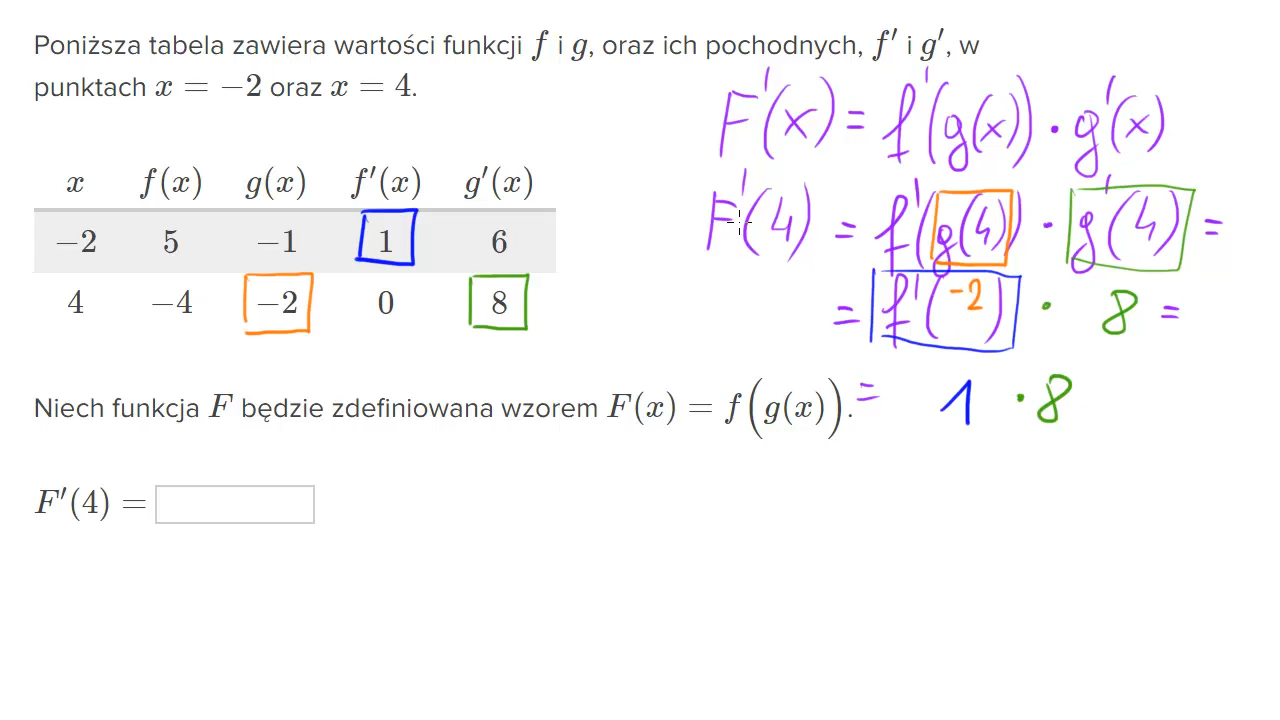 Poniższa tabela zawiera wartości funkcji f i g, oraz ich pochodnych, f′ i g′, w
punktach x = −2 oraz x = 4.
F'(x) = f'(g(x)) · g'(x)
x f(x) g(x) f′(x) g′(x)
−2 5 −1 1 6
4 −4 −2 0 8
F'(4) = f'(g(4)) · g'(4) =
= f'(-2) · 8 =
= 1 · 8
Niech funkcja F będzie zdefiniowana wzorem F(x) = f(g(x)).
F′(4) =